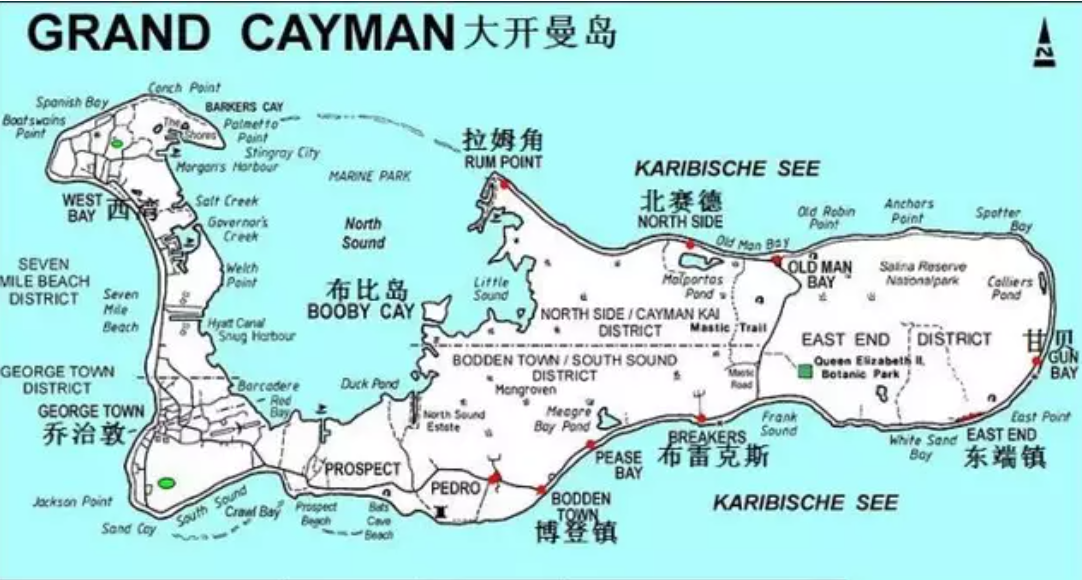 GRAND CAYMAN 大开曼岛
N
Conch Point
Spanish Bay
BARKERS CAY
Boatswains
Point
The
Shores
Palmetto
Point
Stingray City
Morgan's Harbour
MARINE PARK
拉姆角
RUM POINT
KARIBISCHE SEE
北赛德
NORTH SIDE
Old Man Bay
Old Robin
Point
Anchors
Point
Spotter
Bay
WEST
BAY 西湾
Salt Creek
Governor's
Creek
North
Sound
SEVEN
MILE BEACH
DISTRICT
Welch
Point
Seven
Mile
Beach
Little
Sound
布比岛
BOOBY CAY
Malportas
Pond
OLD MAN
BAY
Salina Reserve
Nationalpark
Colliers
Pond
Hyatt Canal
Snug Harbour
NORTH SIDE / CAYMAN KAI
DISTRICT
Mastic Trail
EAST END DISTRICT
甘贝
GUN
BAY
GEORGE TOWN
DISTRICT
BODDEN TOWN / SOUTH SOUND
DISTRICT
Mangroven
Mastic
Road
Queen Elizabeth II.
Botanic Park
Barcadere
Red
Bay
Duck Pond
GEORGE TOWN
乔治敦
North Sound
Estate
Meagre
Bay Pond
BREAKERS
布雷克斯
Frank
Sound
White Sand
Bay
East Point
EAST END
东端镇
PEASE
BAY
PROSPECT
PEDRO
BODDEN
TOWN
博登镇
KARIBISCHE SEE
Jackson Point
Sand Cay
South Sound
Crawl Bay
Prospect
Beach
Bats
Cave
Beach